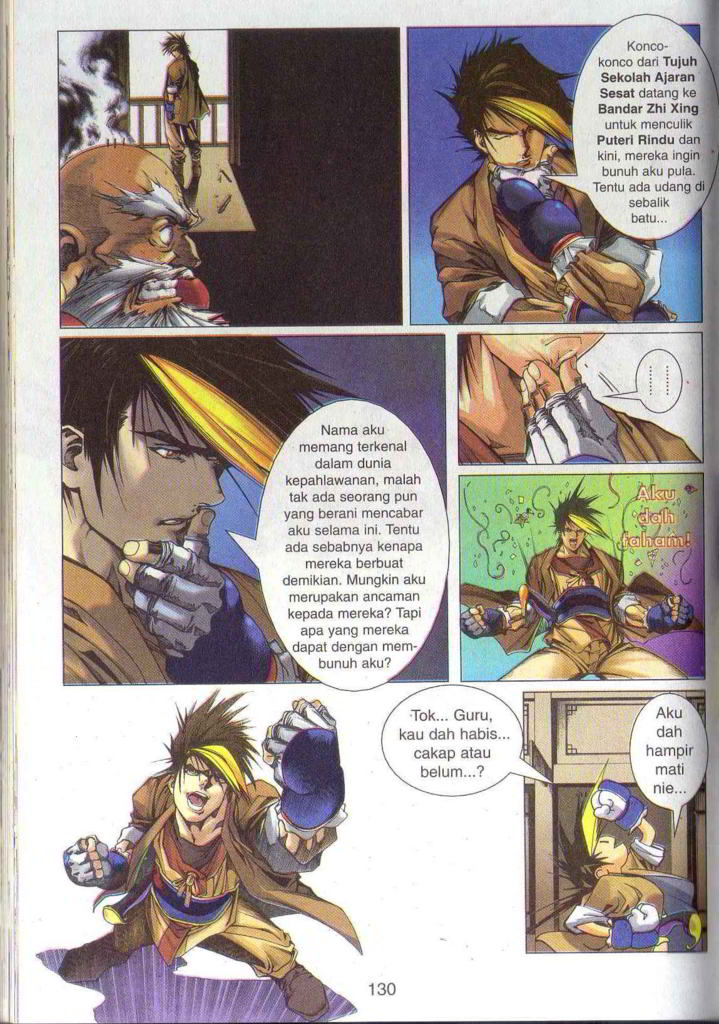 Konco-
konco dari Tujuh
Sekolah Ajaran
Sesat datang ke
Bandar Zhi Xing
untuk menculik
Puteri Rindu dan
kini, mereka ingin
bunuh aku pula.
Tentu ada udang di
sebalik
batu...
Nama aku
memang terkenal
dalam dunia
kepahlawanan, malah
tak ada seorang pun
yang berani mencabar
aku selama ini. Tentu
ada sebabnya kenapa
mereka berbuat
demikian. Mungkin aku
merupakan ancaman
kepada mereka? Tapi
apa yang mereka
dapat dengan mem-
bunuh aku?
Aku
dah
faham!
Tok... Guru,
kau dah habis...
cakap atau
belum...?
Aku
dah
hampir
mati
nie...
130